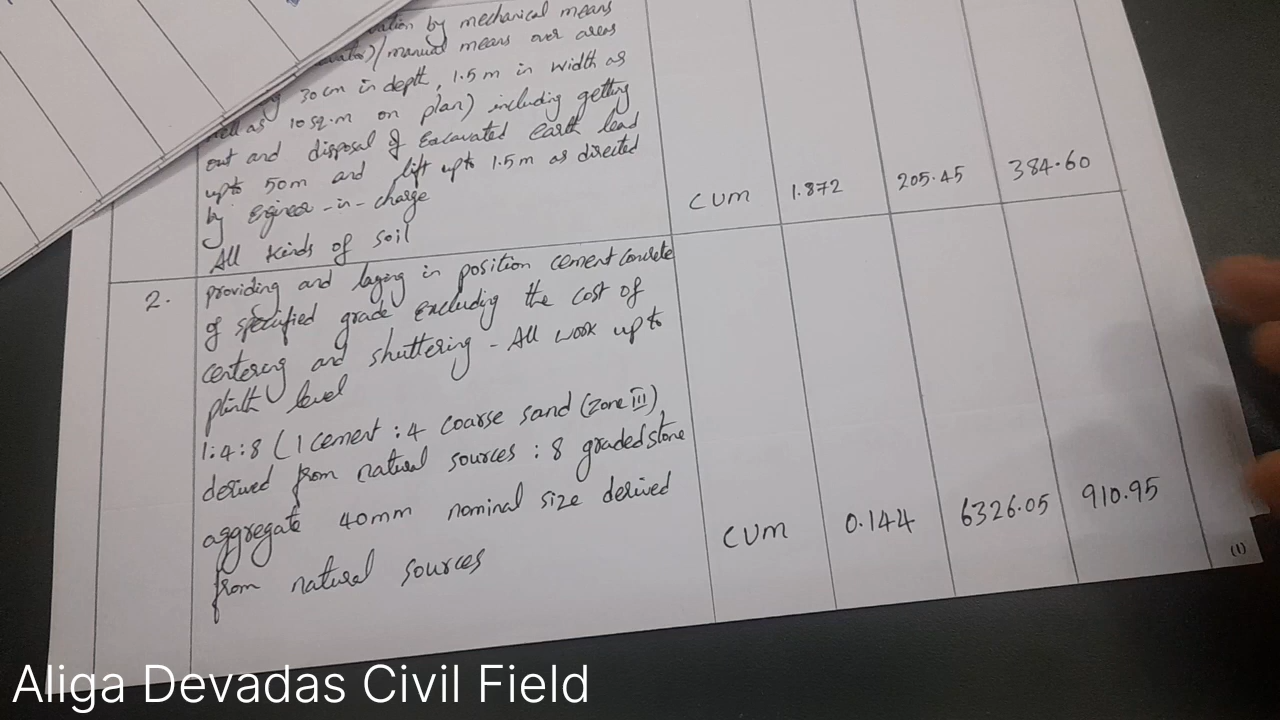 by mechanical means
/manual means over areas
30cm in depth, 1.5m in width as
well as 10 sq.m on plan) including getting
out and disposal of Excavated earth lead
upto 50m and lift upto 1.5m as directed
by Engineer-in-charge
All kinds of soil
CUM 1.872 205.45 384.60
2. providing and laying in position cement concrete
of specified grade excluding the cost of
centering and shuttering - All work up to
plinth level
1:4:8 (1 cement : 4 coarse sand (zone III)
derived from natural sources : 8 graded stone
aggregate 40mm nominal size derived
from natural sources
CUM 0.144 6326.05 910.95
(1)
Aliga Devadas Civil Field